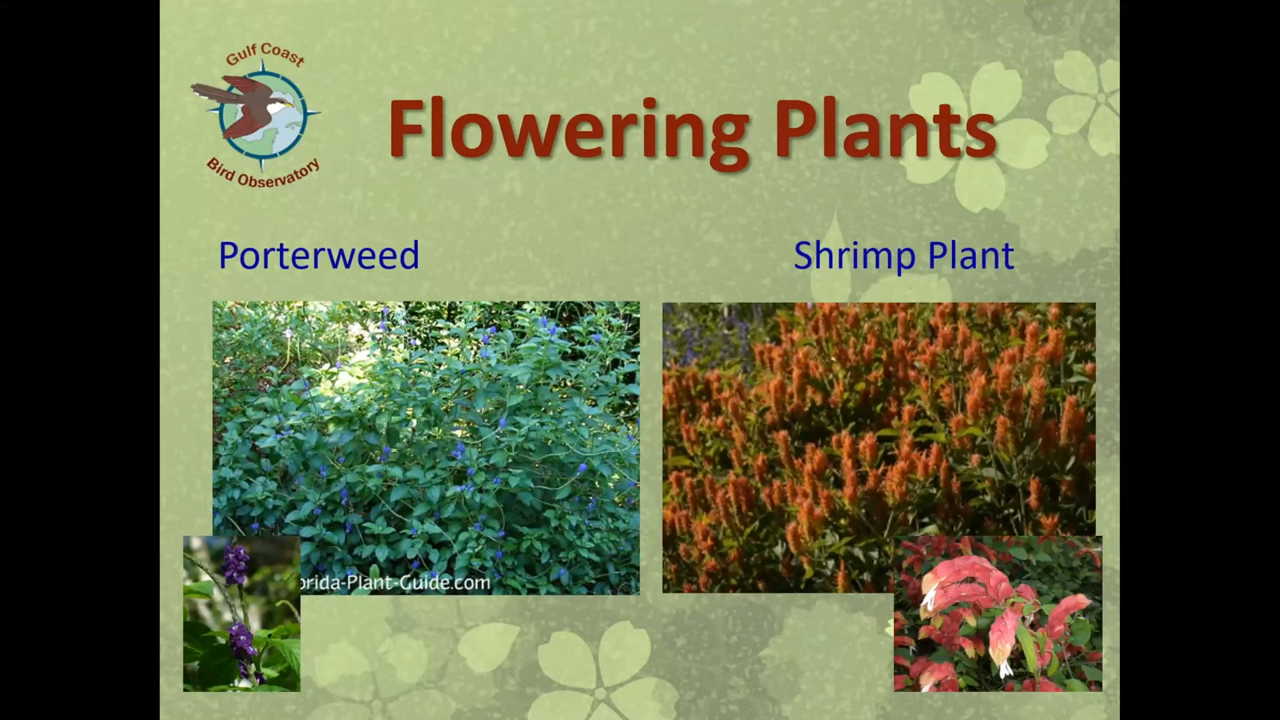 Gulf Coast
Bird Observatory
Flowering Plants
Porterweed
Shrimp Plant
orida-Plant-Guide.com